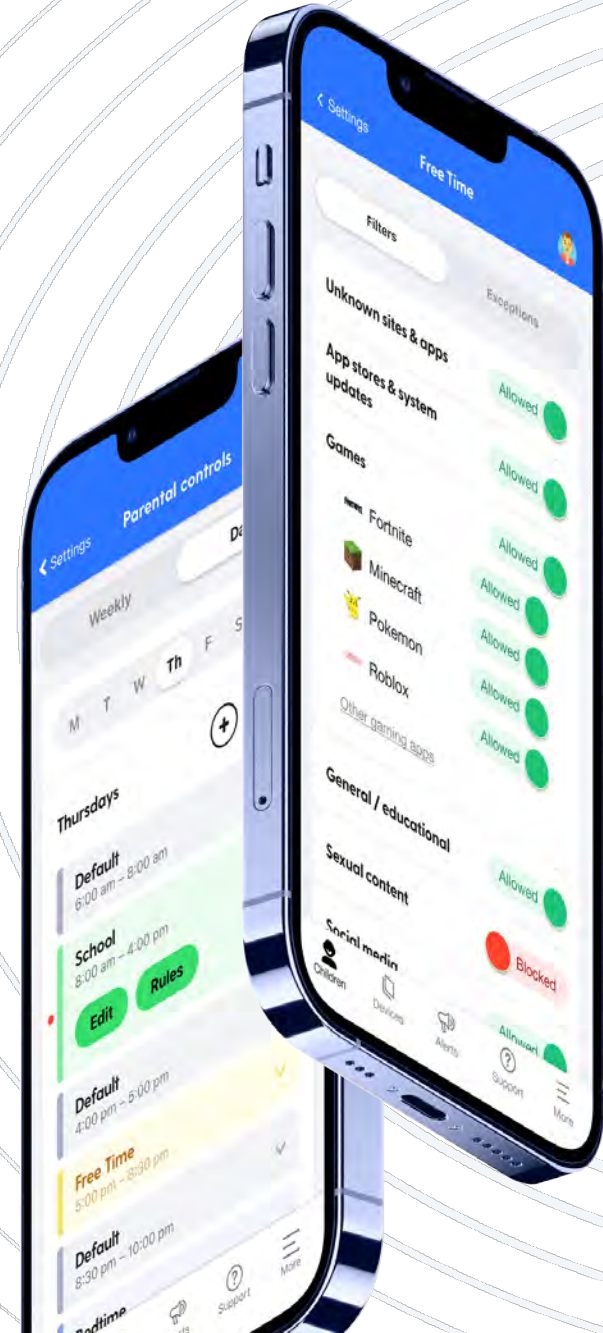 Settings
Free Time
Filters
Exceptions
Unknown sites & apps
Allowed
App stores & system
updates
Allowed
Games
Allowed
Fortnite
Allowed
Minecraft
Allowed
Pokemon
Allowed
Roblox
Allowed
Other gaming apps
General / educational
Allowed
Sexual content
Blocked
Social media
Allowed
Children
Devices
Alerts
Support
More
Settings
Parental controls
Weekly
Da
M T W Th F S
Thursdays
Default
6:00 am – 8:00 am
School
8:00 am – 4:00 pm
Edit
Rules
Default
4:00 pm – 5:00 pm
Free Time
5:00 pm – 8:30 pm
Default
8:30 pm – 10:00 pm
Bedtime
rts
Support
More